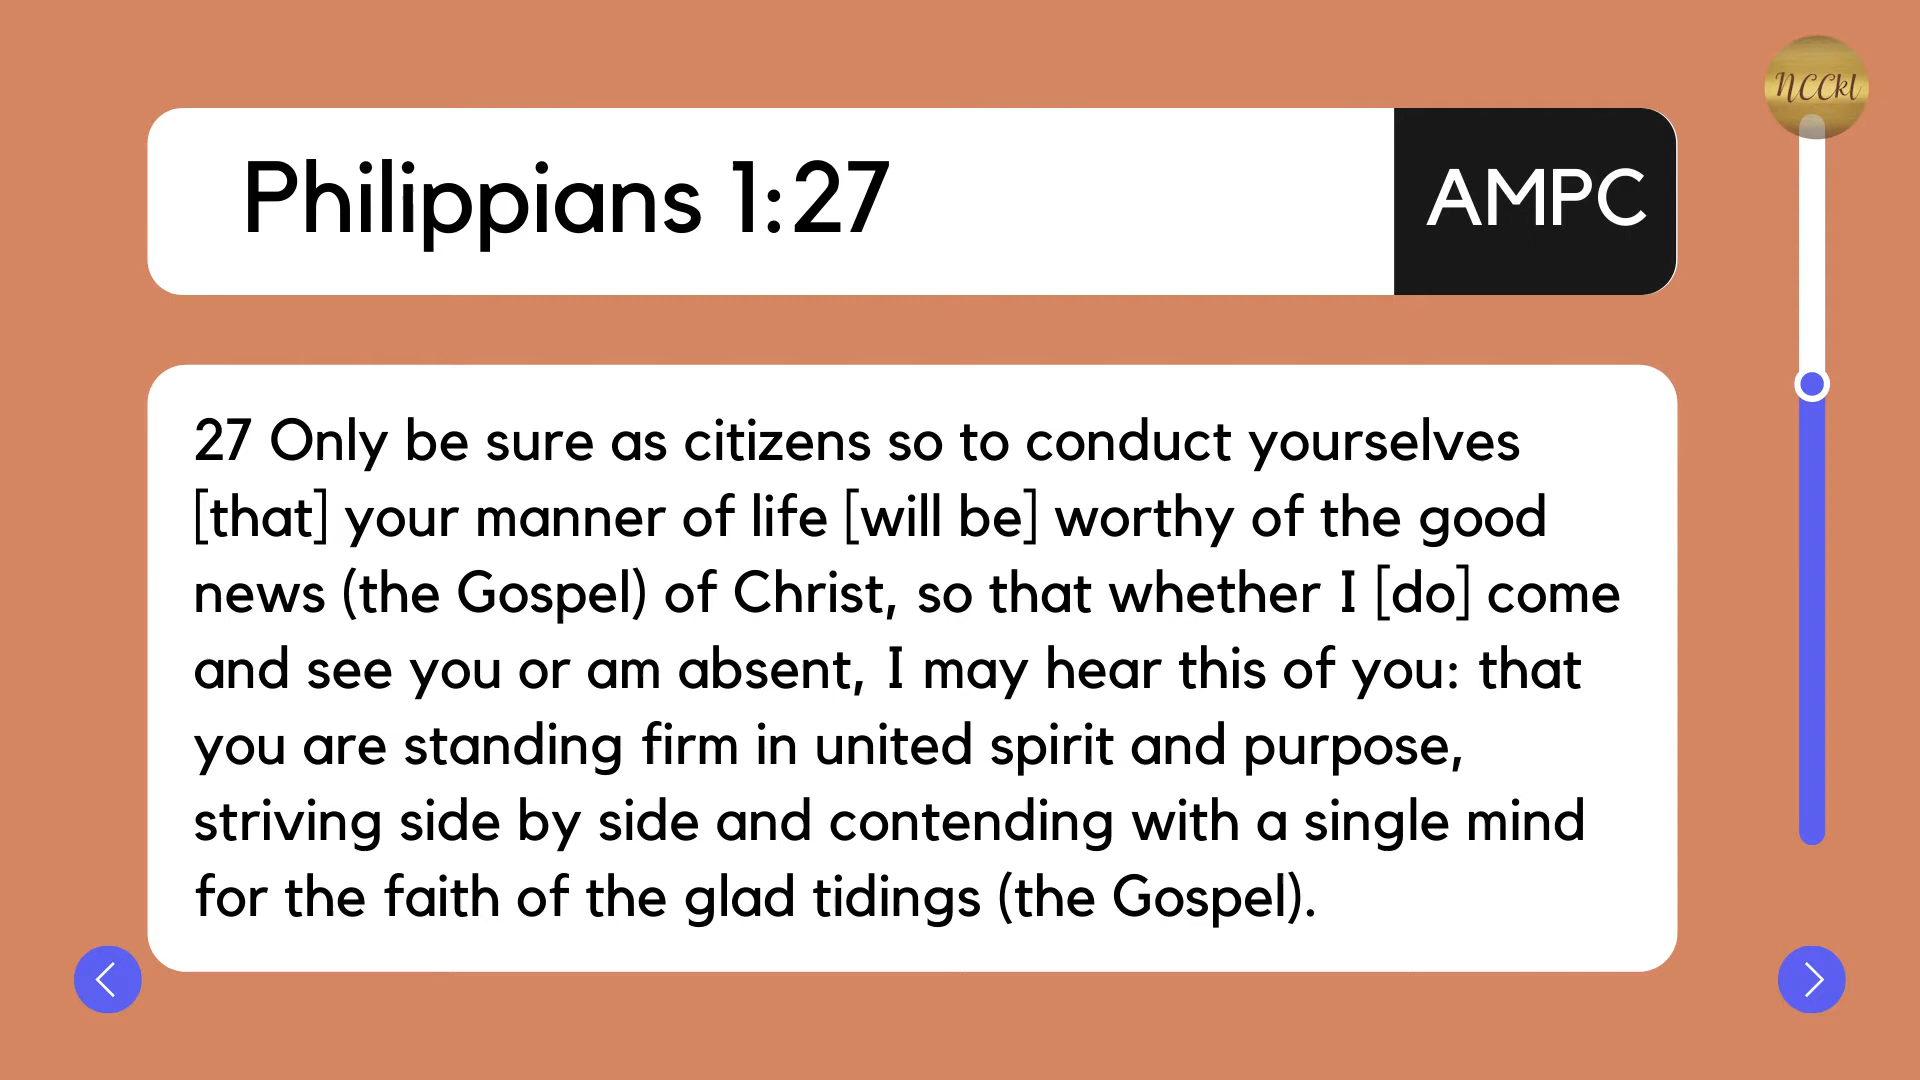 NCCkl
Philippians 1:27
AMPC
27 Only be sure as citizens so to conduct yourselves
[that] your manner of life [will be] worthy of the good
news (the Gospel) of Christ, so that whether I [do] come
and see you or am absent, I may hear this of you: that
you are standing firm in united spirit and purpose,
striving side by side and contending with a single mind
for the faith of the glad tidings (the Gospel).